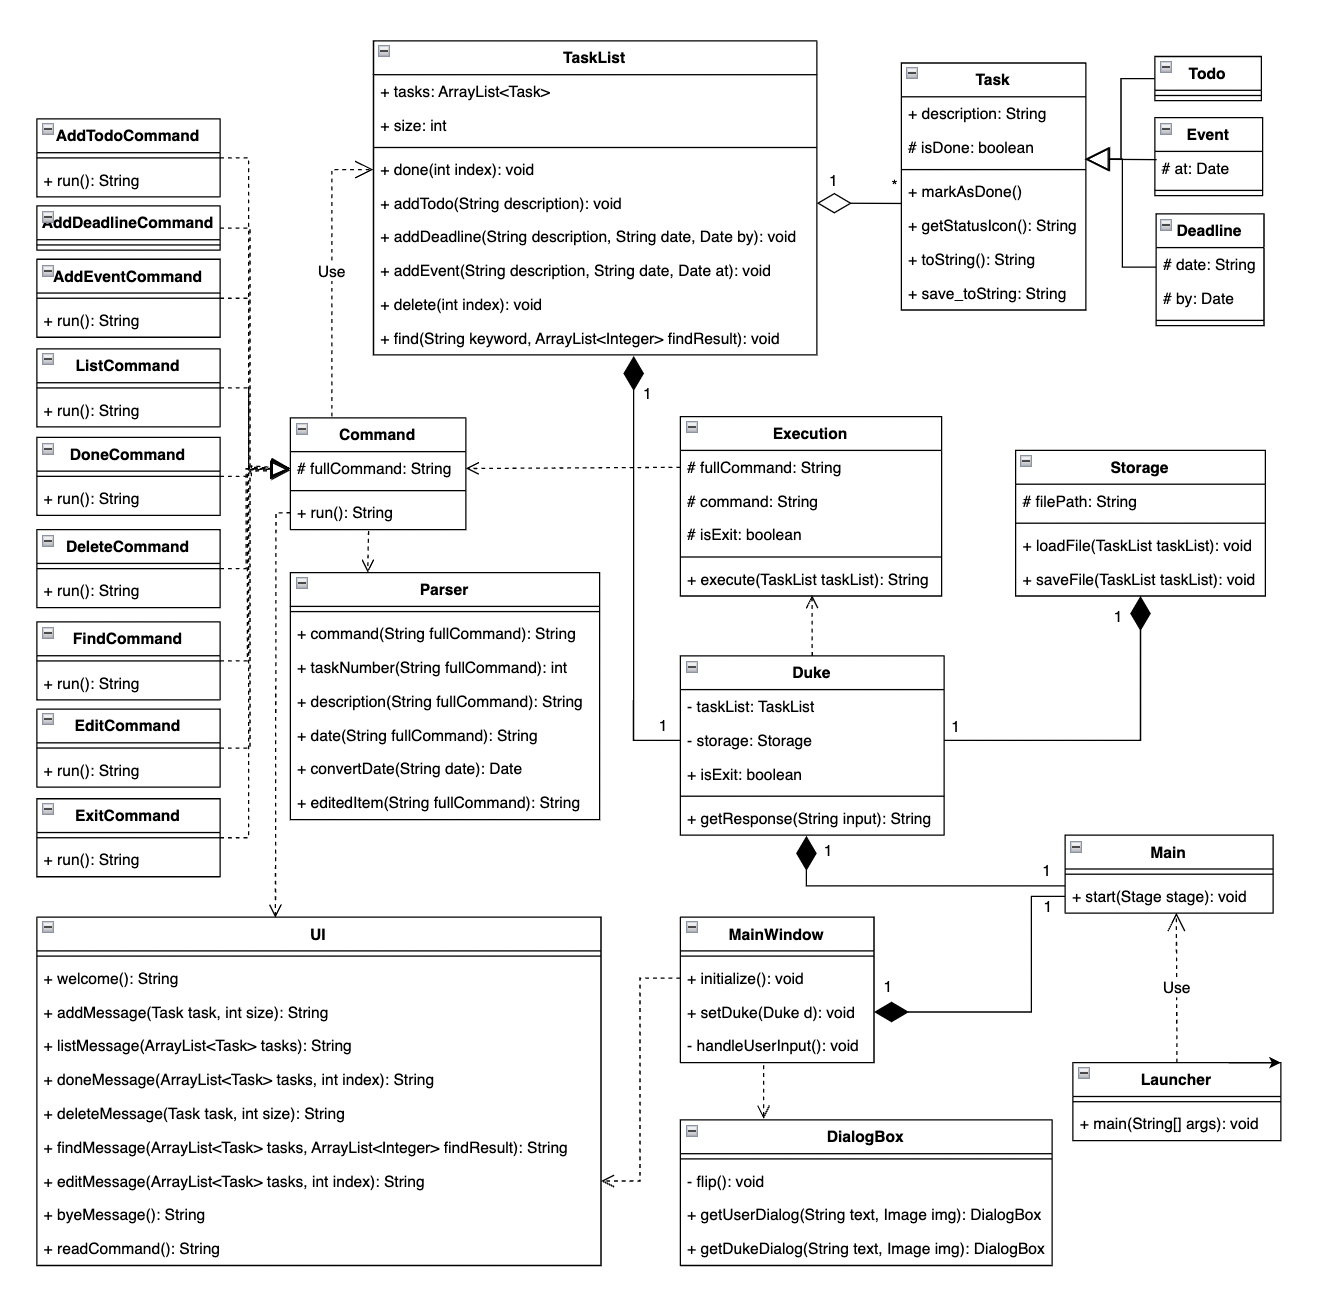 TaskList
+ tasks: ArrayList<Task>
+ size: int
+ done(int index): void
+ addTodo(String description): void
+ addDeadline(String description, String date, Date by): void
+ addEvent(String description, String date, Date at): void
+ delete(int index): void
+ find(String keyword, ArrayList<Integer> findResult): void
1
*
Task
+ description: String
# isDone: boolean
+ markAsDone()
+ getStatusIcon(): String
+ toString(): String
+ save_toString: String
Todo
Event
# at: Date
Deadline
# date: String
# by: Date
AddTodoCommand
+ run(): String
AddDeadlineCommand
AddEventCommand
+ run(): String
ListCommand
+ run(): String
DoneCommand
+ run(): String
DeleteCommand
+ run(): String
FindCommand
+ run(): String
EditCommand
+ run(): String
ExitCommand
+ run(): String
Use
Command
# fullCommand: String
+ run(): String
Parser
+ command(String fullCommand): String
+ taskNumber(String fullCommand): int
+ description(String fullCommand): String
+ date(String fullCommand): String
+ convertDate(String date): Date
+ editedItem(String fullCommand): String
1
1
Execution
# fullCommand: String
# command: String
# isExit: boolean
+ execute(TaskList taskList): String
Storage
# filePath: String
+ loadFile(TaskList taskList): void
+ saveFile(TaskList taskList): void
1
1
Duke
- taskList: TaskList
- storage: Storage
+ isExit: boolean
+ getResponse(String input): String
1
1
1
1
Main
+ start(Stage stage): void
Use
Launcher
+ main(String[] args): void
UI
+ welcome(): String
+ addMessage(Task task, int size): String
+ listMessage(ArrayList<Task> tasks): String
+ doneMessage(ArrayList<Task> tasks, int index): String
+ deleteMessage(Task task, int size): String
+ findMessage(ArrayList<Task> tasks, ArrayList<Integer> findResult): String
+ editMessage(ArrayList<Task> tasks, int index): String
+ byeMessage(): String
+ readCommand(): String
MainWindow
+ initialize(): void
+ setDuke(Duke d): void
- handleUserInput(): void
DialogBox
- flip(): void
+ getUserDialog(String text, Image img): DialogBox
+ getDukeDialog(String text, Image img): DialogBox